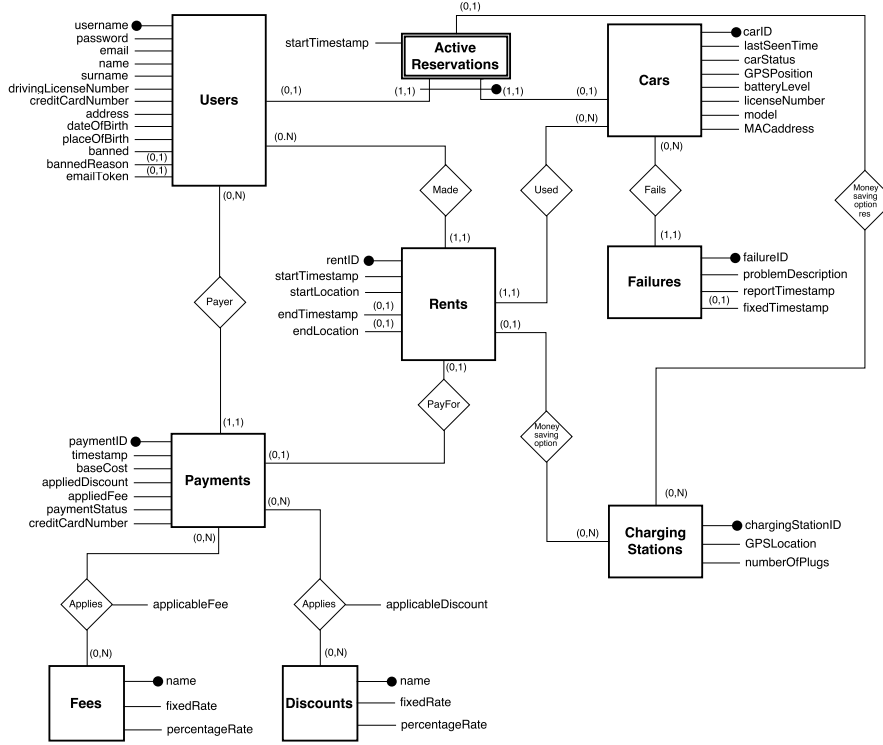 (0,1)
username
password
email
name
surname
drivingLicenseNumber
creditCardNumber
address
dateOfBirth
placeOfBirth
banned
(0,1)
bannedReason
(0,1)
emailToken
Users
(0,1)
(0.N)
(0,N)
startTimestamp
Active
Reservations
(1,1)
(1,1)
(0,1)
Cars
carID
lastSeenTime
carStatus
GPSPosition
batteryLevel
licenseNumber
model
MACaddress
(0,N)
(0,N)
Made
Used
Fails
Money
saving
option
res
(1,1)
(1,1)
rentID
startTimestamp
startLocation
(0,1)
endTimestamp
(0,1)
endLocation
Rents
(1,1)
(0,1)
(0,1)
Failures
failureID
problemDescription
reportTimestamp
(0,1)
fixedTimestamp
Payer
PayFor
Money
saving
option
(1,1)
paymentID
timestamp
baseCost
appliedDiscount
appliedFee
paymentStatus
creditCardNumber
Payments
(0,1)
(0,N)
(0,N)
(0,N)
(0,N)
Charging
Stations
chargingStationID
GPSLocation
numberOfPlugs
Applies
applicableFee
Applies
applicableDiscount
(0,N)
(0,N)
Fees
name
fixedRate
percentageRate
Discounts
name
fixedRate
percentageRate